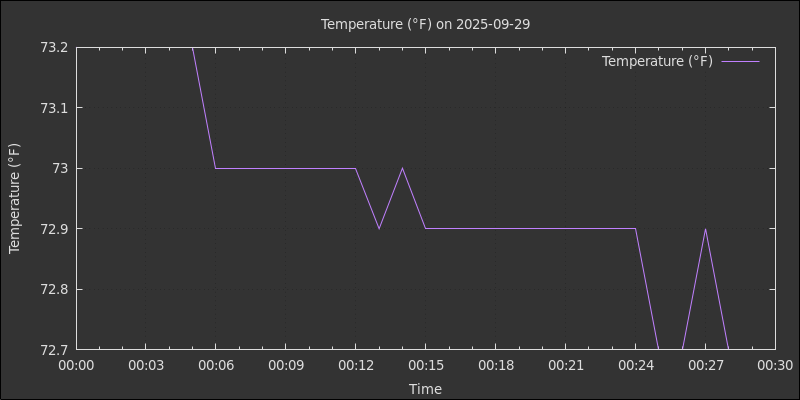 Temperature (°F) on 2025-09-29
Temperature (°F)
73.2
73.1
73
72.9
72.8
72.7
Temperature (°F)
00:00 00:03 00:06 00:09 00:12 00:15 00:18 00:21 00:24 00:27 00:30
Time